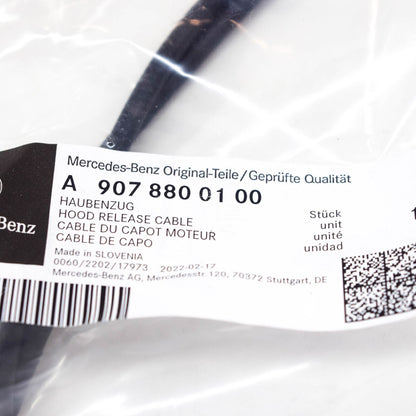 Mercedes-Benz Original-Teile/Geprüfte Qualität
A 907 880 01 00
HAUBENZUG
HOOD RELEASE CABLE
CABLE DU CAPOT MOTEUR
CABLE DE CAPO
Made in SLOVENIA
0060/2202/17973 2022-02-17
Mercedes-Benz AG, Mercedesstr.120, 70372 Stuttgart, DE
Stück
unit
unité
unidad
1
Benz